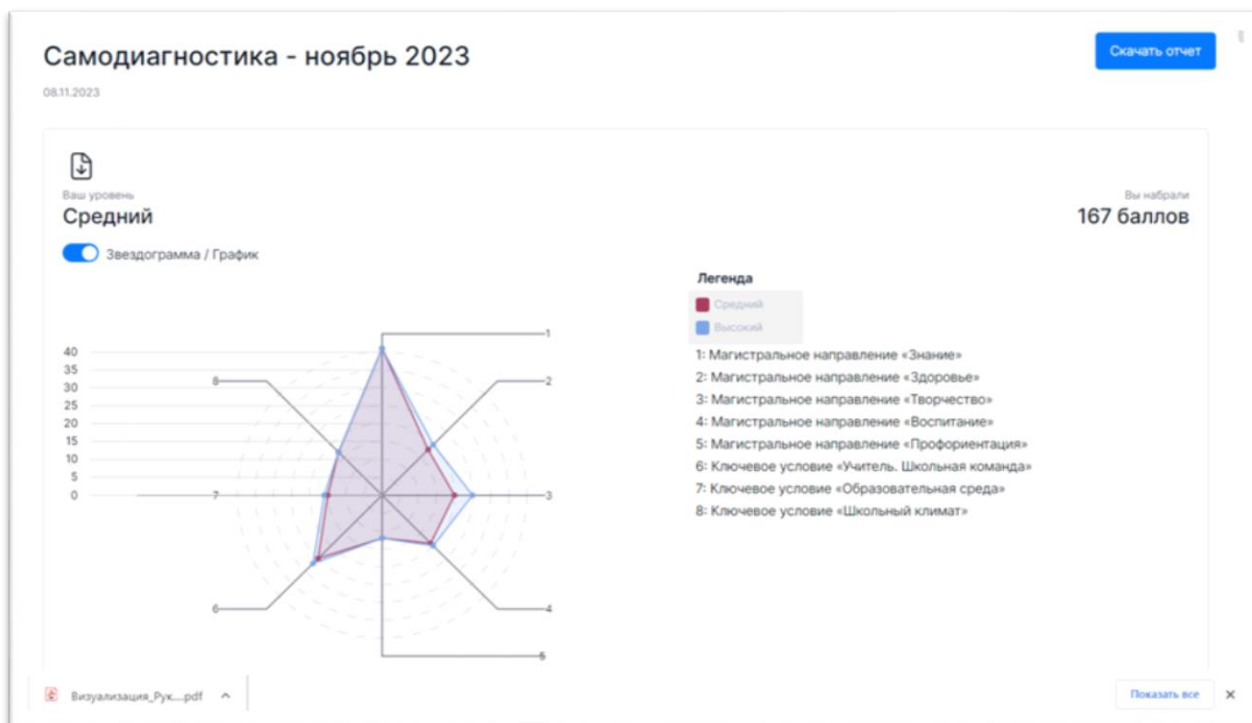 Самодиагностика - ноябрь 2023
Скачать отчет
08.11.2023
Ваш уровень
Средний
Вы набрали
167 баллов
Звездограмма / График
Легенда
Средний
Высокий
1: Магистральное направление «Знание»
2: Магистральное направление «Здоровье»
3: Магистральное направление «Творчество»
4: Магистральное направление «Воспитание»
5: Магистральное направление «Профориентация»
6: Ключевое условие «Учитель. Школьная команда»
7: Ключевое условие «Образовательная среда»
8: Ключевое условие «Школьный климат»
40
35
30
25
20
15
10
5
0
1
2
3
4
5
6
7
8
Визуализация_Рук....pdf
Показать все